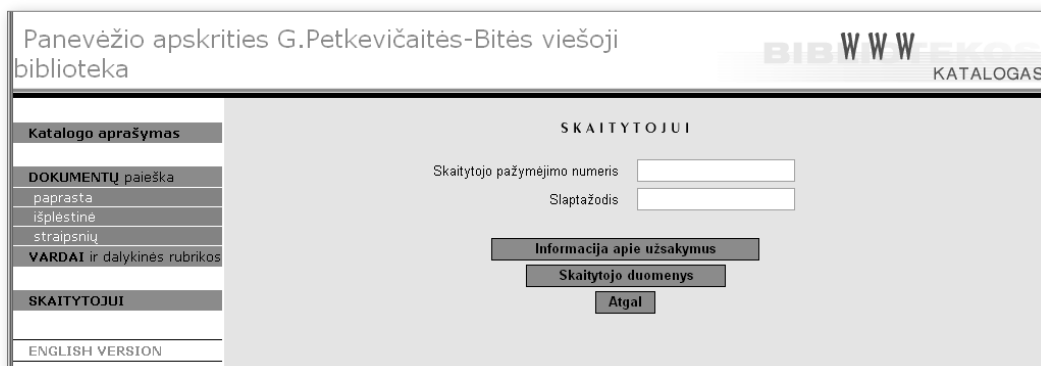 Panevėžio apskrities G.Petkevičaitės-Bitės viešoji
biblioteka
BIBLIOTEKOS
WWW
KATALOGAS
Katalogo aprašymas
DOKUMENTŲ paieška
paprasta
išplėstinė
straipsnių
VARDAI ir dalykinės rubrikos
SKAITYTOJUI
ENGLISH VERSION
SKAITYTOJUI
Skaitytojo pažymėjimo numeris
Slaptažodis
Informacija apie užsakymus
Skaitytojo duomenys
Atgal